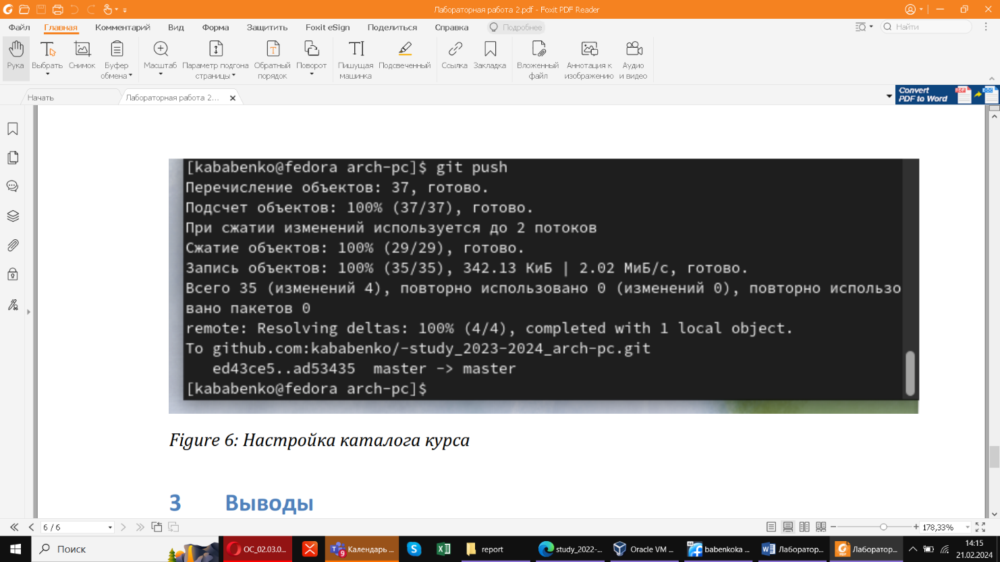 Лабораторная работа 2.pdf - Foxit PDF Reader
Файл Главная Комментарий Вид Форма Защитить Foxit eSign Поделиться Справка Подробнее Найти
Рука Выбрать Снимок Буфер обмена Масштаб Параметр подгона страницы Обратный порядок Поворот Пишущая машинка Подсвеченный Ссылка Закладка Вложенный файл Аннотация к изображению Аудио и видео
Начать Лабораторная работа 2... Convert PDF to Word
[kababenko@fedora arch-pc]$ git push
Перечисление объектов: 37, готово.
Подсчет объектов: 100% (37/37), готово.
При сжатии изменений используется до 2 потоков
Сжатие объектов: 100% (29/29), готово.
Запись объектов: 100% (35/35), 342.13 КиБ | 2.02 МиБ/с, готово.
Всего 35 (изменений 4), повторно использовано 0 (изменений 0), повторно использо
вано пакетов 0
remote: Resolving deltas: 100% (4/4), completed with 1 local object.
To github.com:kababenko/-study_2023-2024_arch-pc.git
ed43ce5..ad53435 master -> master
[kababenko@fedora arch-pc]$
Figure 6: Настройка каталога курса
3 Выводы
6 / 6 178,33%
Поиск ОС_02.03.0... Календарь ... report study_2022-... Oracle VM ... babenkoka ... Лаборатор... Лаборатор... 14:15
21.02.2024